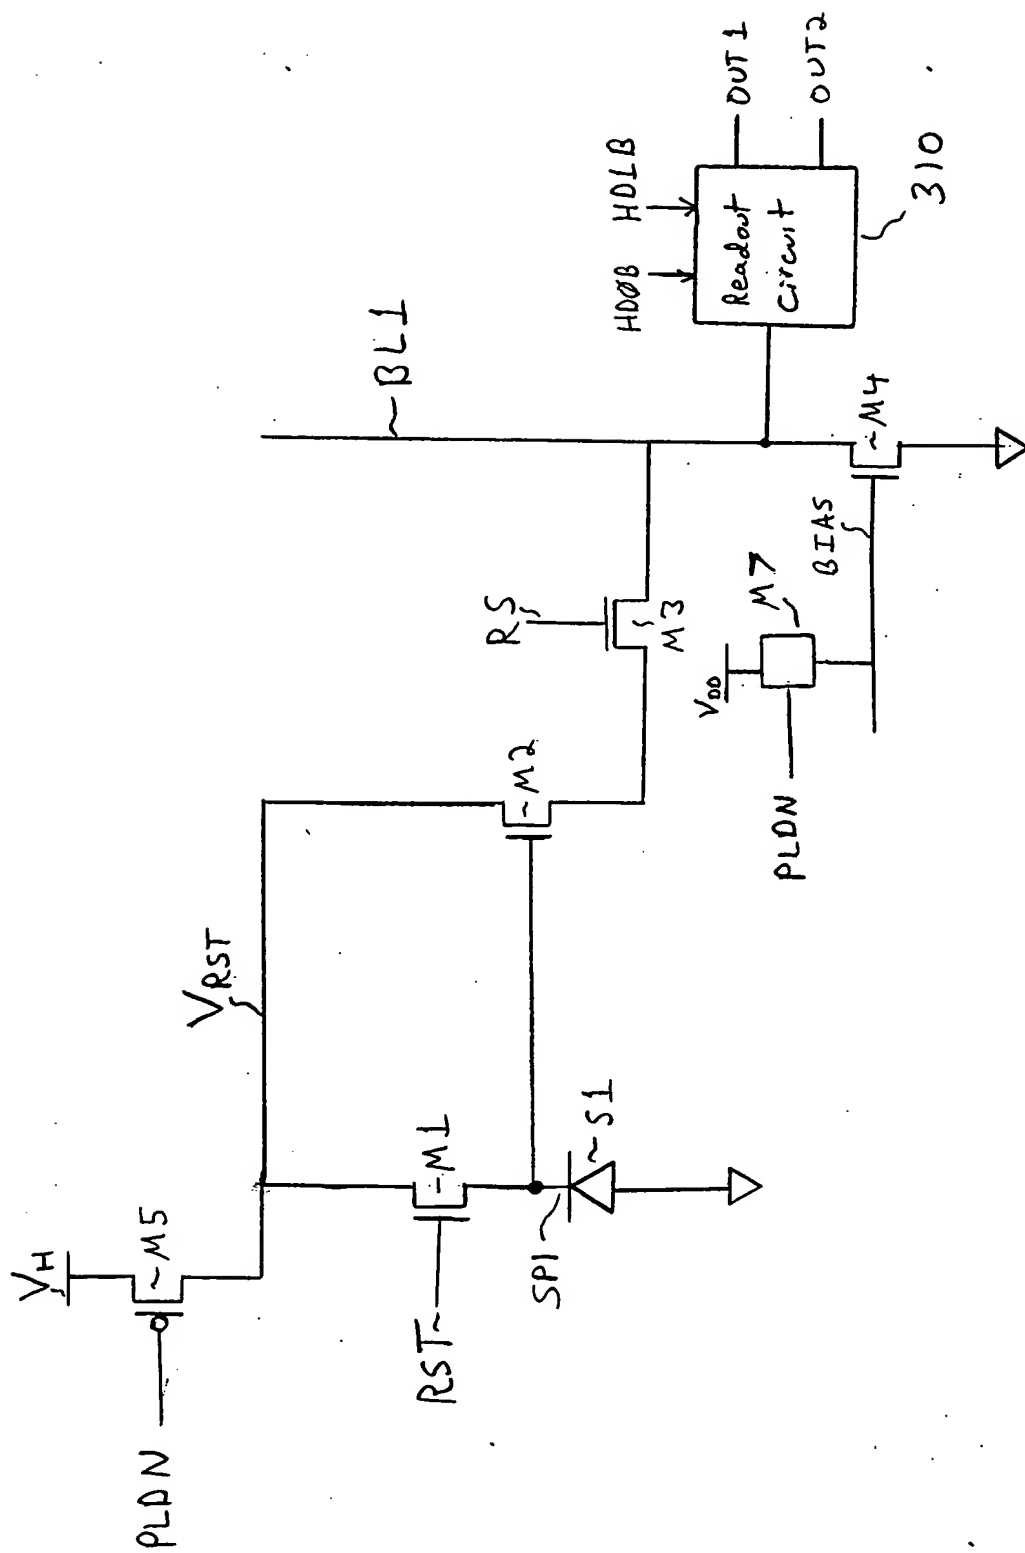 PLDN
VH
M5
VRST
RST
M1
SPI
S1
M2
RS
M3
BL1
VDD
M7
PLDN
BIAS
M4
HDØB
HD1B
Readout
Circuit
OUT1
OUT2
310